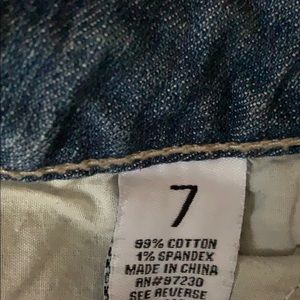 7
99% COTTON
1% SPANDEX
MADE IN CHINA
RN#97230
SEE REVERSE